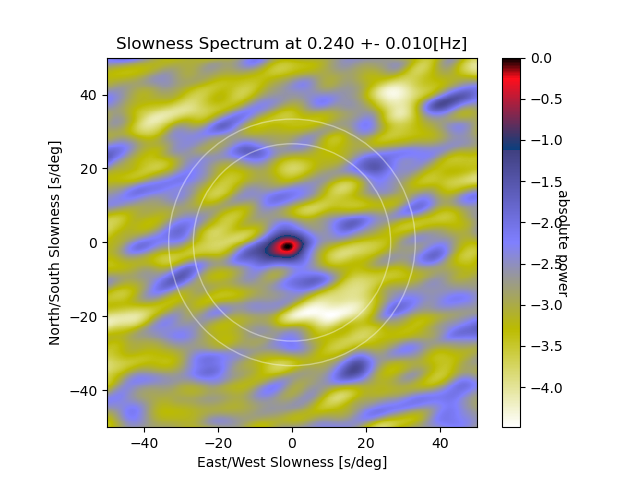 Slowness Spectrum at 0.240 +- 0.010[Hz]
North/South Slowness [s/deg]
40
20
0
−20
−40
−40 −20 0 20 40
East/West Slowness [s/deg]
0.0
−0.5
−1.0
−1.5
−2.0
−2.5
−3.0
−3.5
−4.0
absolute power